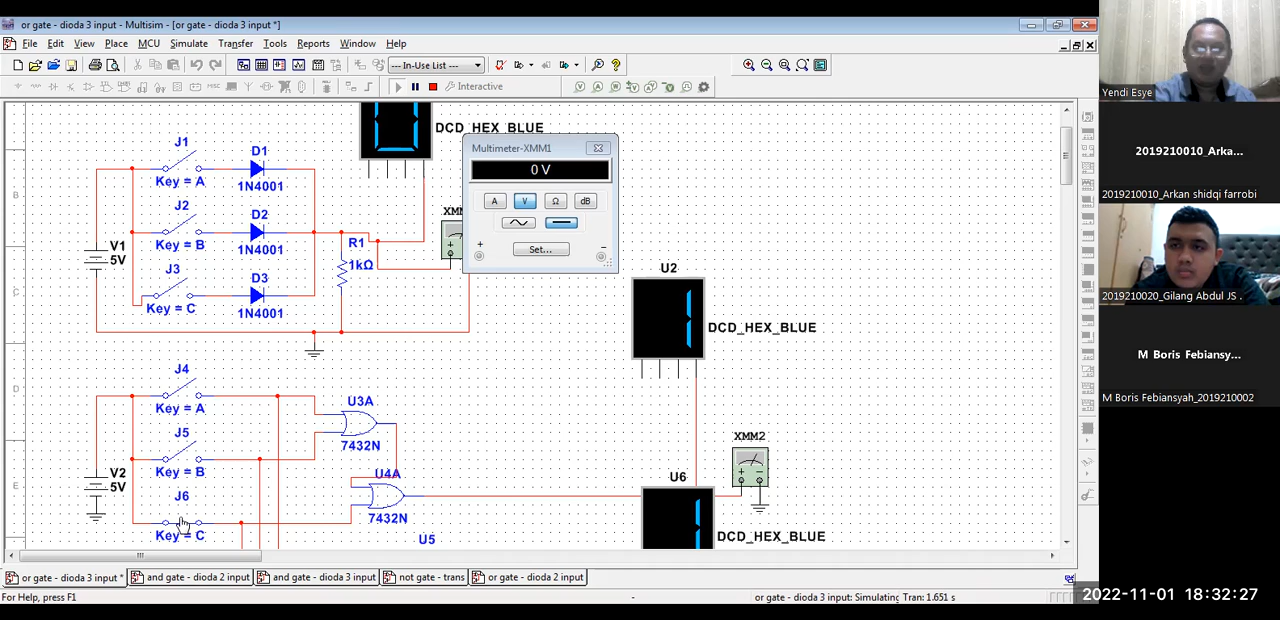 or gate - dioda 3 input - Multisim - [or gate - dioda 3 input *]
File Edit View Place MCU Simulate Transfer Tools Reports Window Help
--- In-Use List ---
Interactive
DCD_HEX_BLUE
Multimeter-XMM1
0 V
A V Ω dB
+ Set... −
J1
Key = A
D1
1N4001
J2
Key = B
D2
1N4001
J3
Key = C
D3
1N4001
V1
5V
R1
1kΩ
U2
DCD_HEX_BLUE
J4
Key = A
J5
Key = B
J6
Key = C
V2
5V
U3A
7432N
U4A
7432N
U5
XMM2
U6
DCD_HEX_BLUE
B
C
D
E
or gate - dioda 3 input *
and gate - dioda 2 input
and gate - dioda 3 input
not gate - trans
or gate - dioda 2 input
For Help, press F1
-
or gate - dioda 3 input: Simulating
Tran: 1.651 s
Yendi Esye
2019210010_Arka...
2019210010_Arkan shidqi farrobi
2019210020_Gilang Abdul JS .
M Boris Febiansy...
M Boris Febiansyah_2019210002
2022-11-01 18:32:27